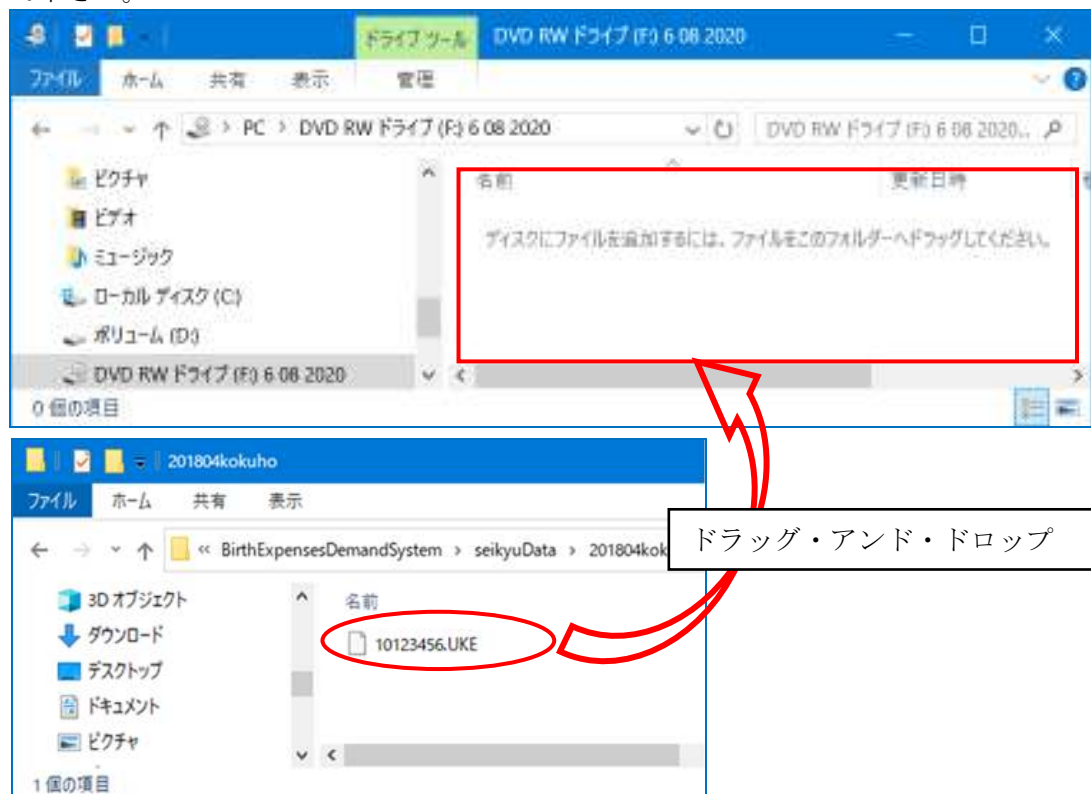 ドライブ ツール DVD RW ドライブ (F:) 6 08 2020
ファイル ホーム 共有 表示 管理
PC > DVD RW ドライブ (F:) 6 08 2020 DVD RW ドライブ (F:) 6 08 2020...
ピクチャ
名前 更新日時
ビデオ
ディスクにファイルを追加するには、ファイルをこのフォルダーへドラッグしてください。
ミュージック
ローカル ディスク (C:)
ボリューム (D:)
DVD RW ドライブ (F:) 6 08 2020
0 個の項目
201804kokuho
ファイル ホーム 共有 表示
« BirthExpensesDemandSystem > seikyuData > 201804kok
ドラッグ・アンド・ドロップ
3D オブジェクト
名前
ダウンロード
10123456.UKE
デスクトップ
ドキュメント
ピクチャ
1 個の項目